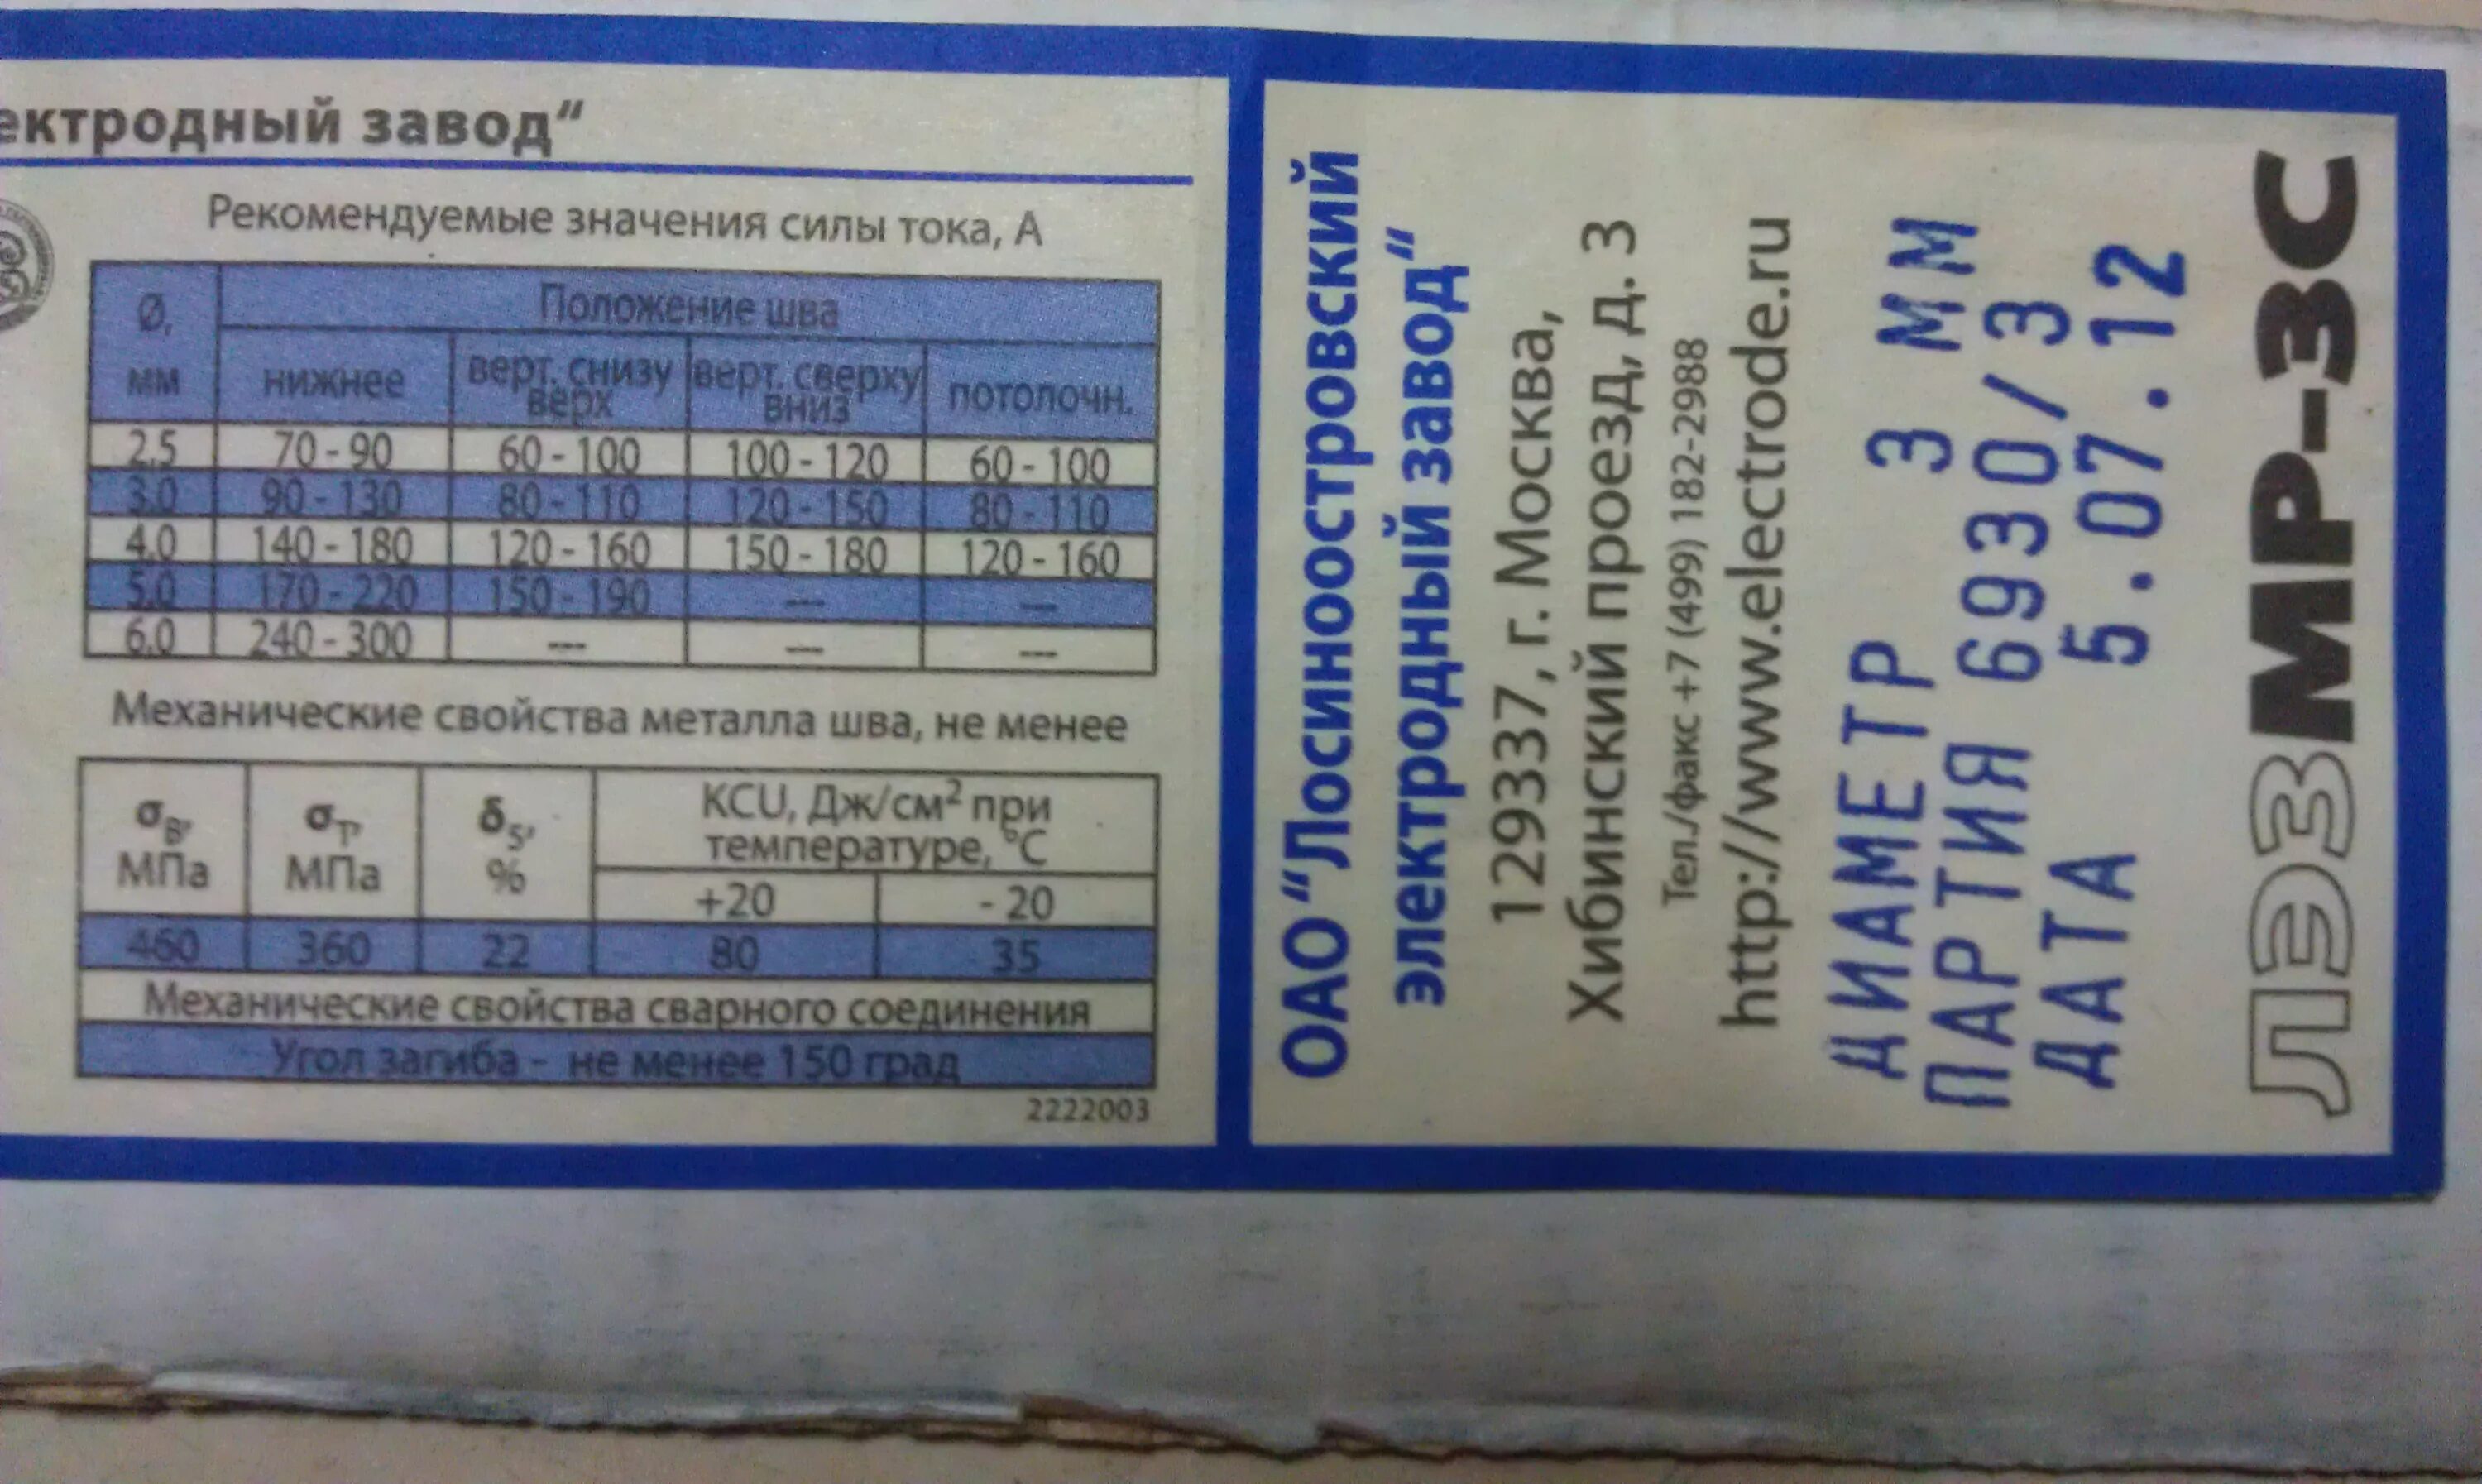 ектродный завод“
Рекомендуемые значения силы тока, А
Ø, мм Положение шва
нижнее верт. снизу вверх верт. сверху вниз потолочн.
2.5 70 - 90 60 - 100 100 - 120 60 - 100
3.0 90 - 130 80 - 110 120 - 150 80 - 110
4.0 140 - 180 120 - 160 150 - 180 120 - 160
5.0 170 - 220 150 - 190 --- ---
6.0 240 - 300 --- --- ---
Механические свойства металла шва, не менее
σВ, МПа σТ, МПа δ5, % KCU, Дж/см² при
температуре, °С
+20 - 20
460 360 22 80 35
Механические свойства сварного соединения
Угол загиба - не менее 150 град
2222003
ОАО “Лосиноостровский
электродный завод“
129337, г. Москва,
Хибинский проезд, д. 3
Тел./факс +7 (499) 182-2988
http://www.electrode.ru
ДИАМЕТР 3 ММ
ПАРТИЯ 6930/3
ДАТА 5.07.12
ЛЭЗ МР-3С